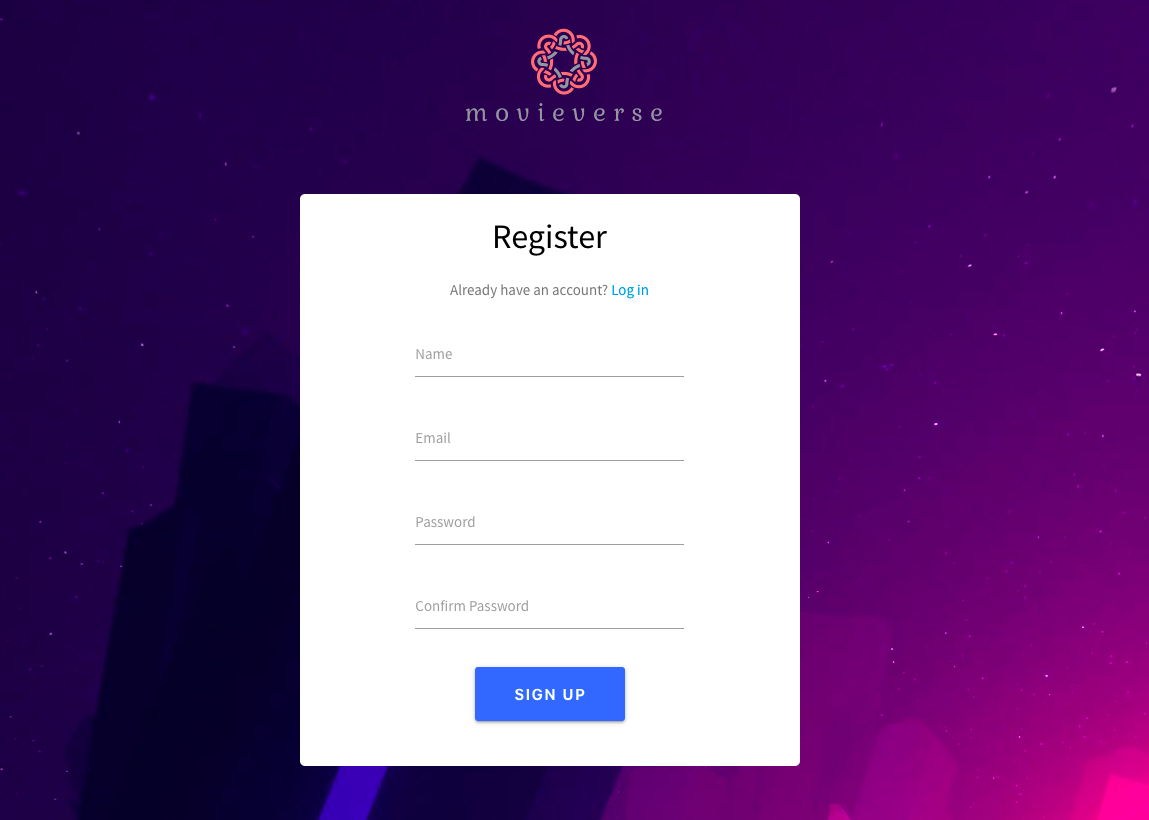 movieverse
Register
Already have an account? Log in
Name
Email
Password
Confirm Password
SIGN UP